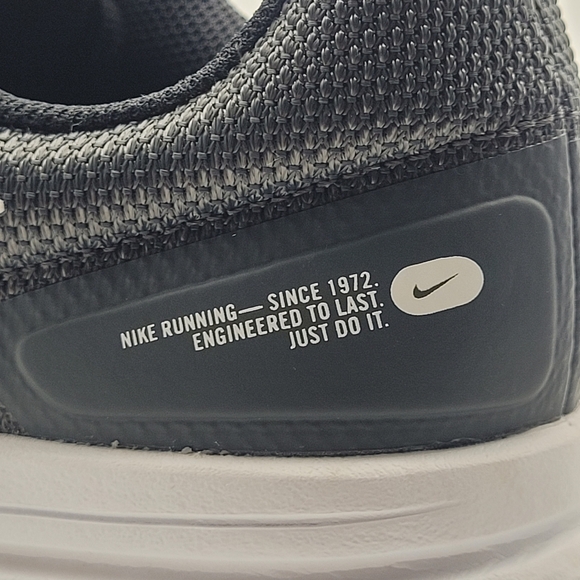 NIKE RUNNING— SINCE 1972.
ENGINEERED TO LAST.
JUST DO IT.